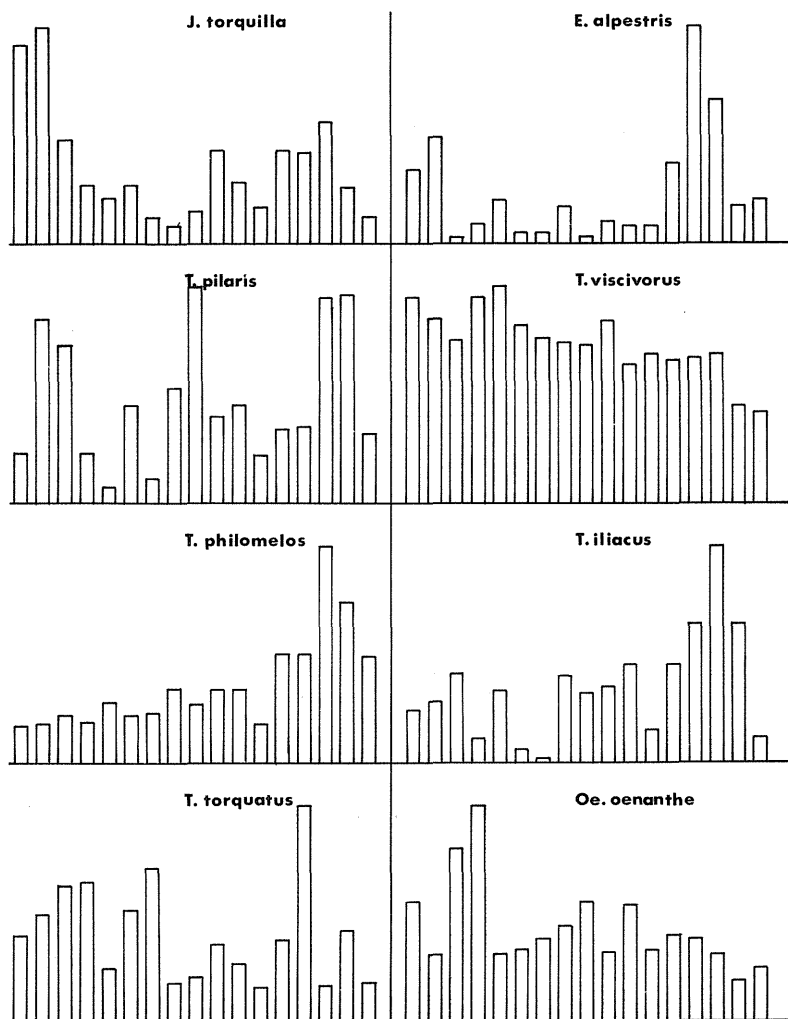 J. torquilla
E. alpestris
T. pilaris
T. viscivorus
T. philomelos
T. iliacus
T. torquatus
Oe. oenanthe